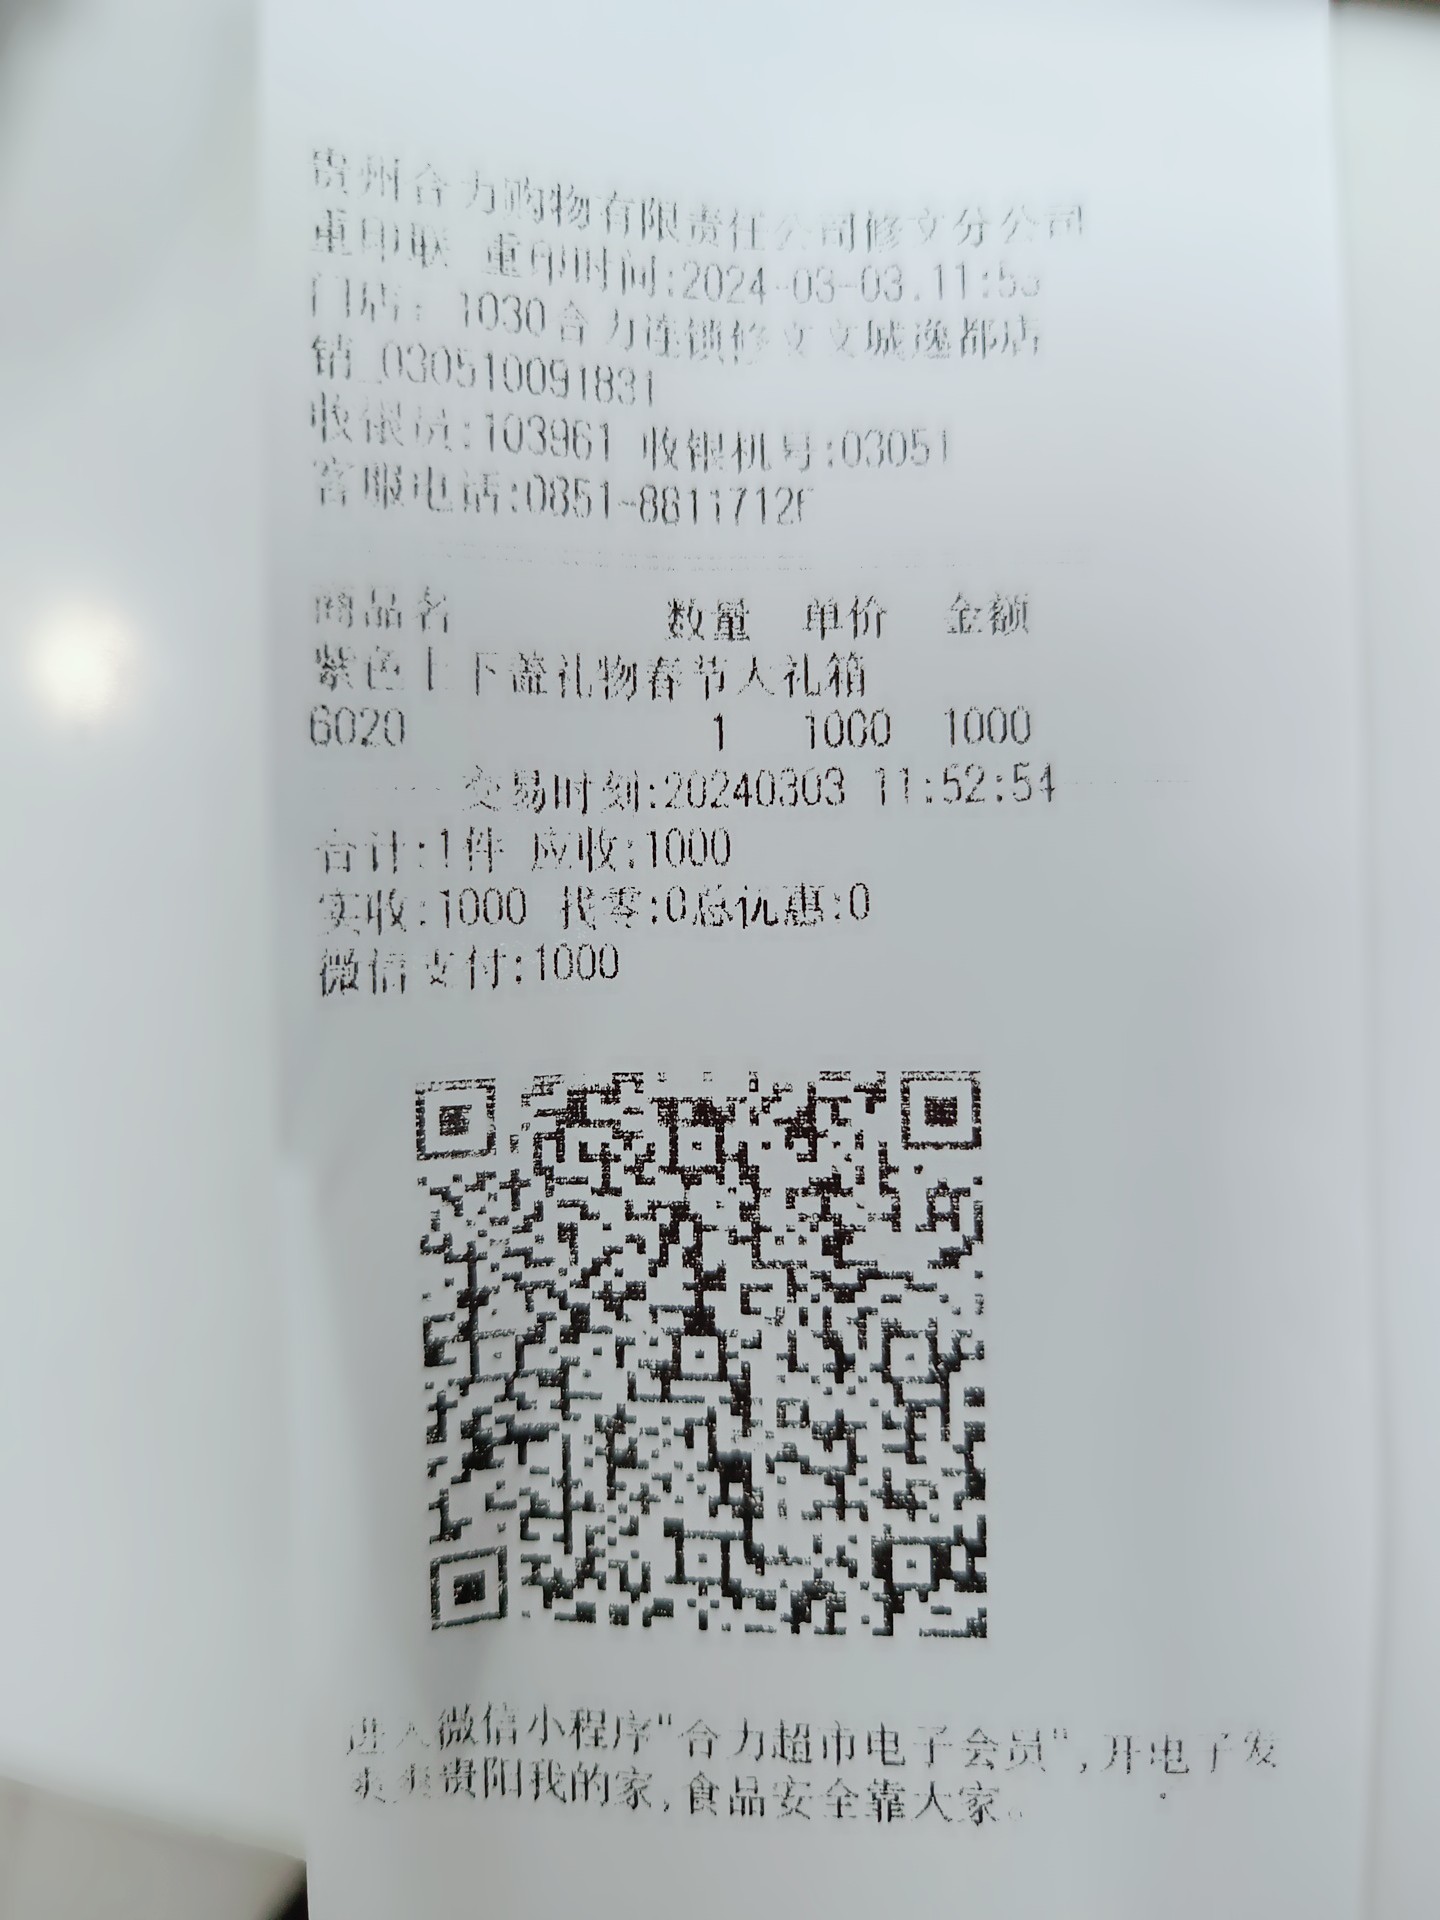 贵州合力购物有限责任公司修文分公司
重印联 重印时间:2024-03-03.11:53
门店: 1030合力连锁修文文城逸都店
销_030510091831
收银员:103961 收银机号:03051
客服电话:0851-8611712
商品名 数量 单价 金额
紫色上下盖礼物春节大礼箱
6020 1 1000 1000
交易时刻:20240303 11:52:54
合计:1件 应收:1000
实收:1000 找零:0总优惠:0
微信支付:1000
进入微信小程序"合力超市电子会员",开电子发
爽爽贵阳我的家,食品安全靠大家。